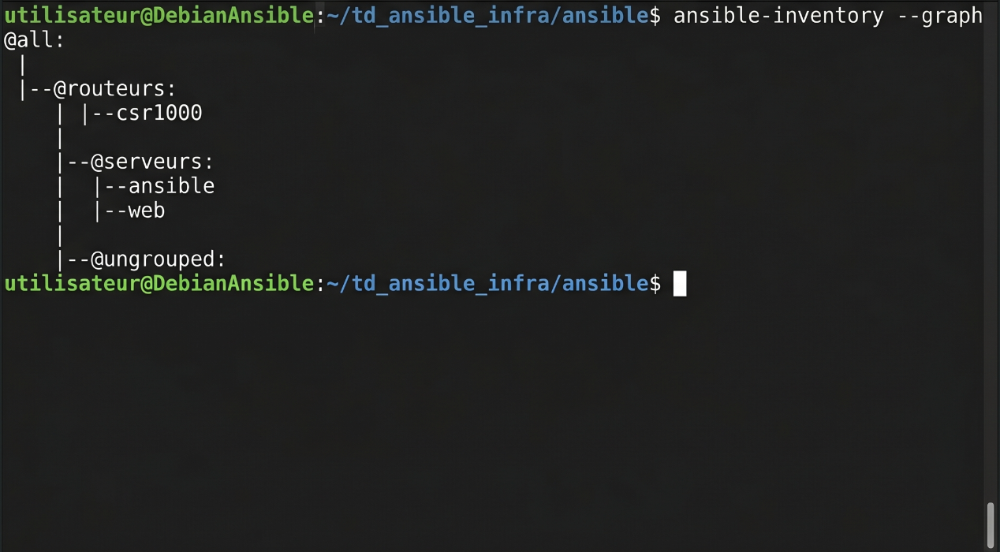 utilisateur@DebianAnsible:~/td_ansible_infra/ansible$ ansible-inventory --graph
@all:
  |
  |--@routeurs:
     | |--csr1000
     |
     |--@serveurs:
     |  |--ansible
     |  |--web
     |
     |--@ungrouped:
utilisateur@DebianAnsible:~/td_ansible_infra/ansible$